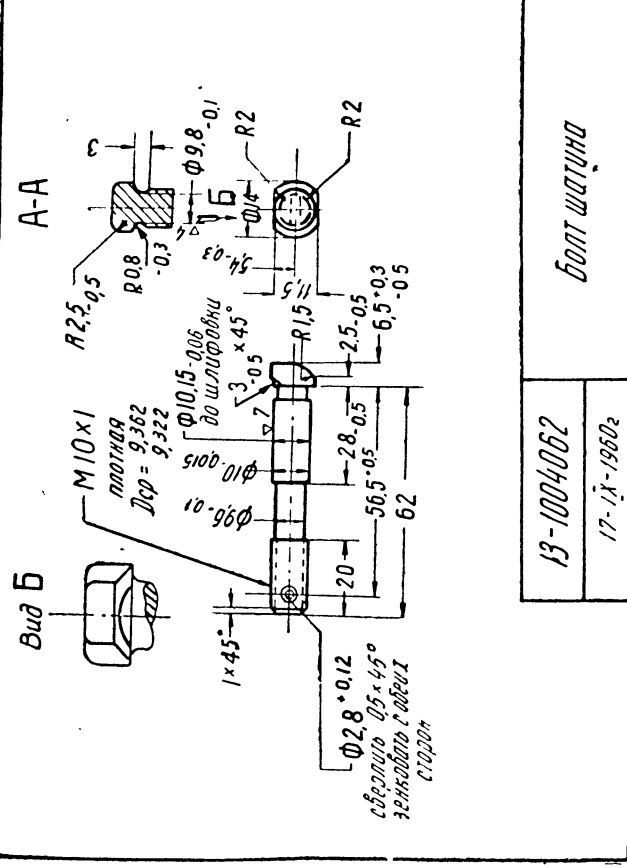 Вид Б
А-А
М10×1
плотная
Dср = 9,362
9,322
R2,5
-0,5
R0,8
-0,3
3
ф9,8-0,1
▽4
Б
ф14
R2
R2
5,4-0,3
11,5
ф10,15-0,06
до шлифовки
3-0,5 ×45°
R1,5
▽7
ф10-0,015
ф9,6-0,1
2,5-0,5
6,5+0,3
-0,5
28-0,5
56,5+0,5
62
20
1×45°
ф2,8+0,12
сверлить 0,5×45°
зенковать с обеих
сторон
13-1004062
17-IX-1960г
Болт шатуна